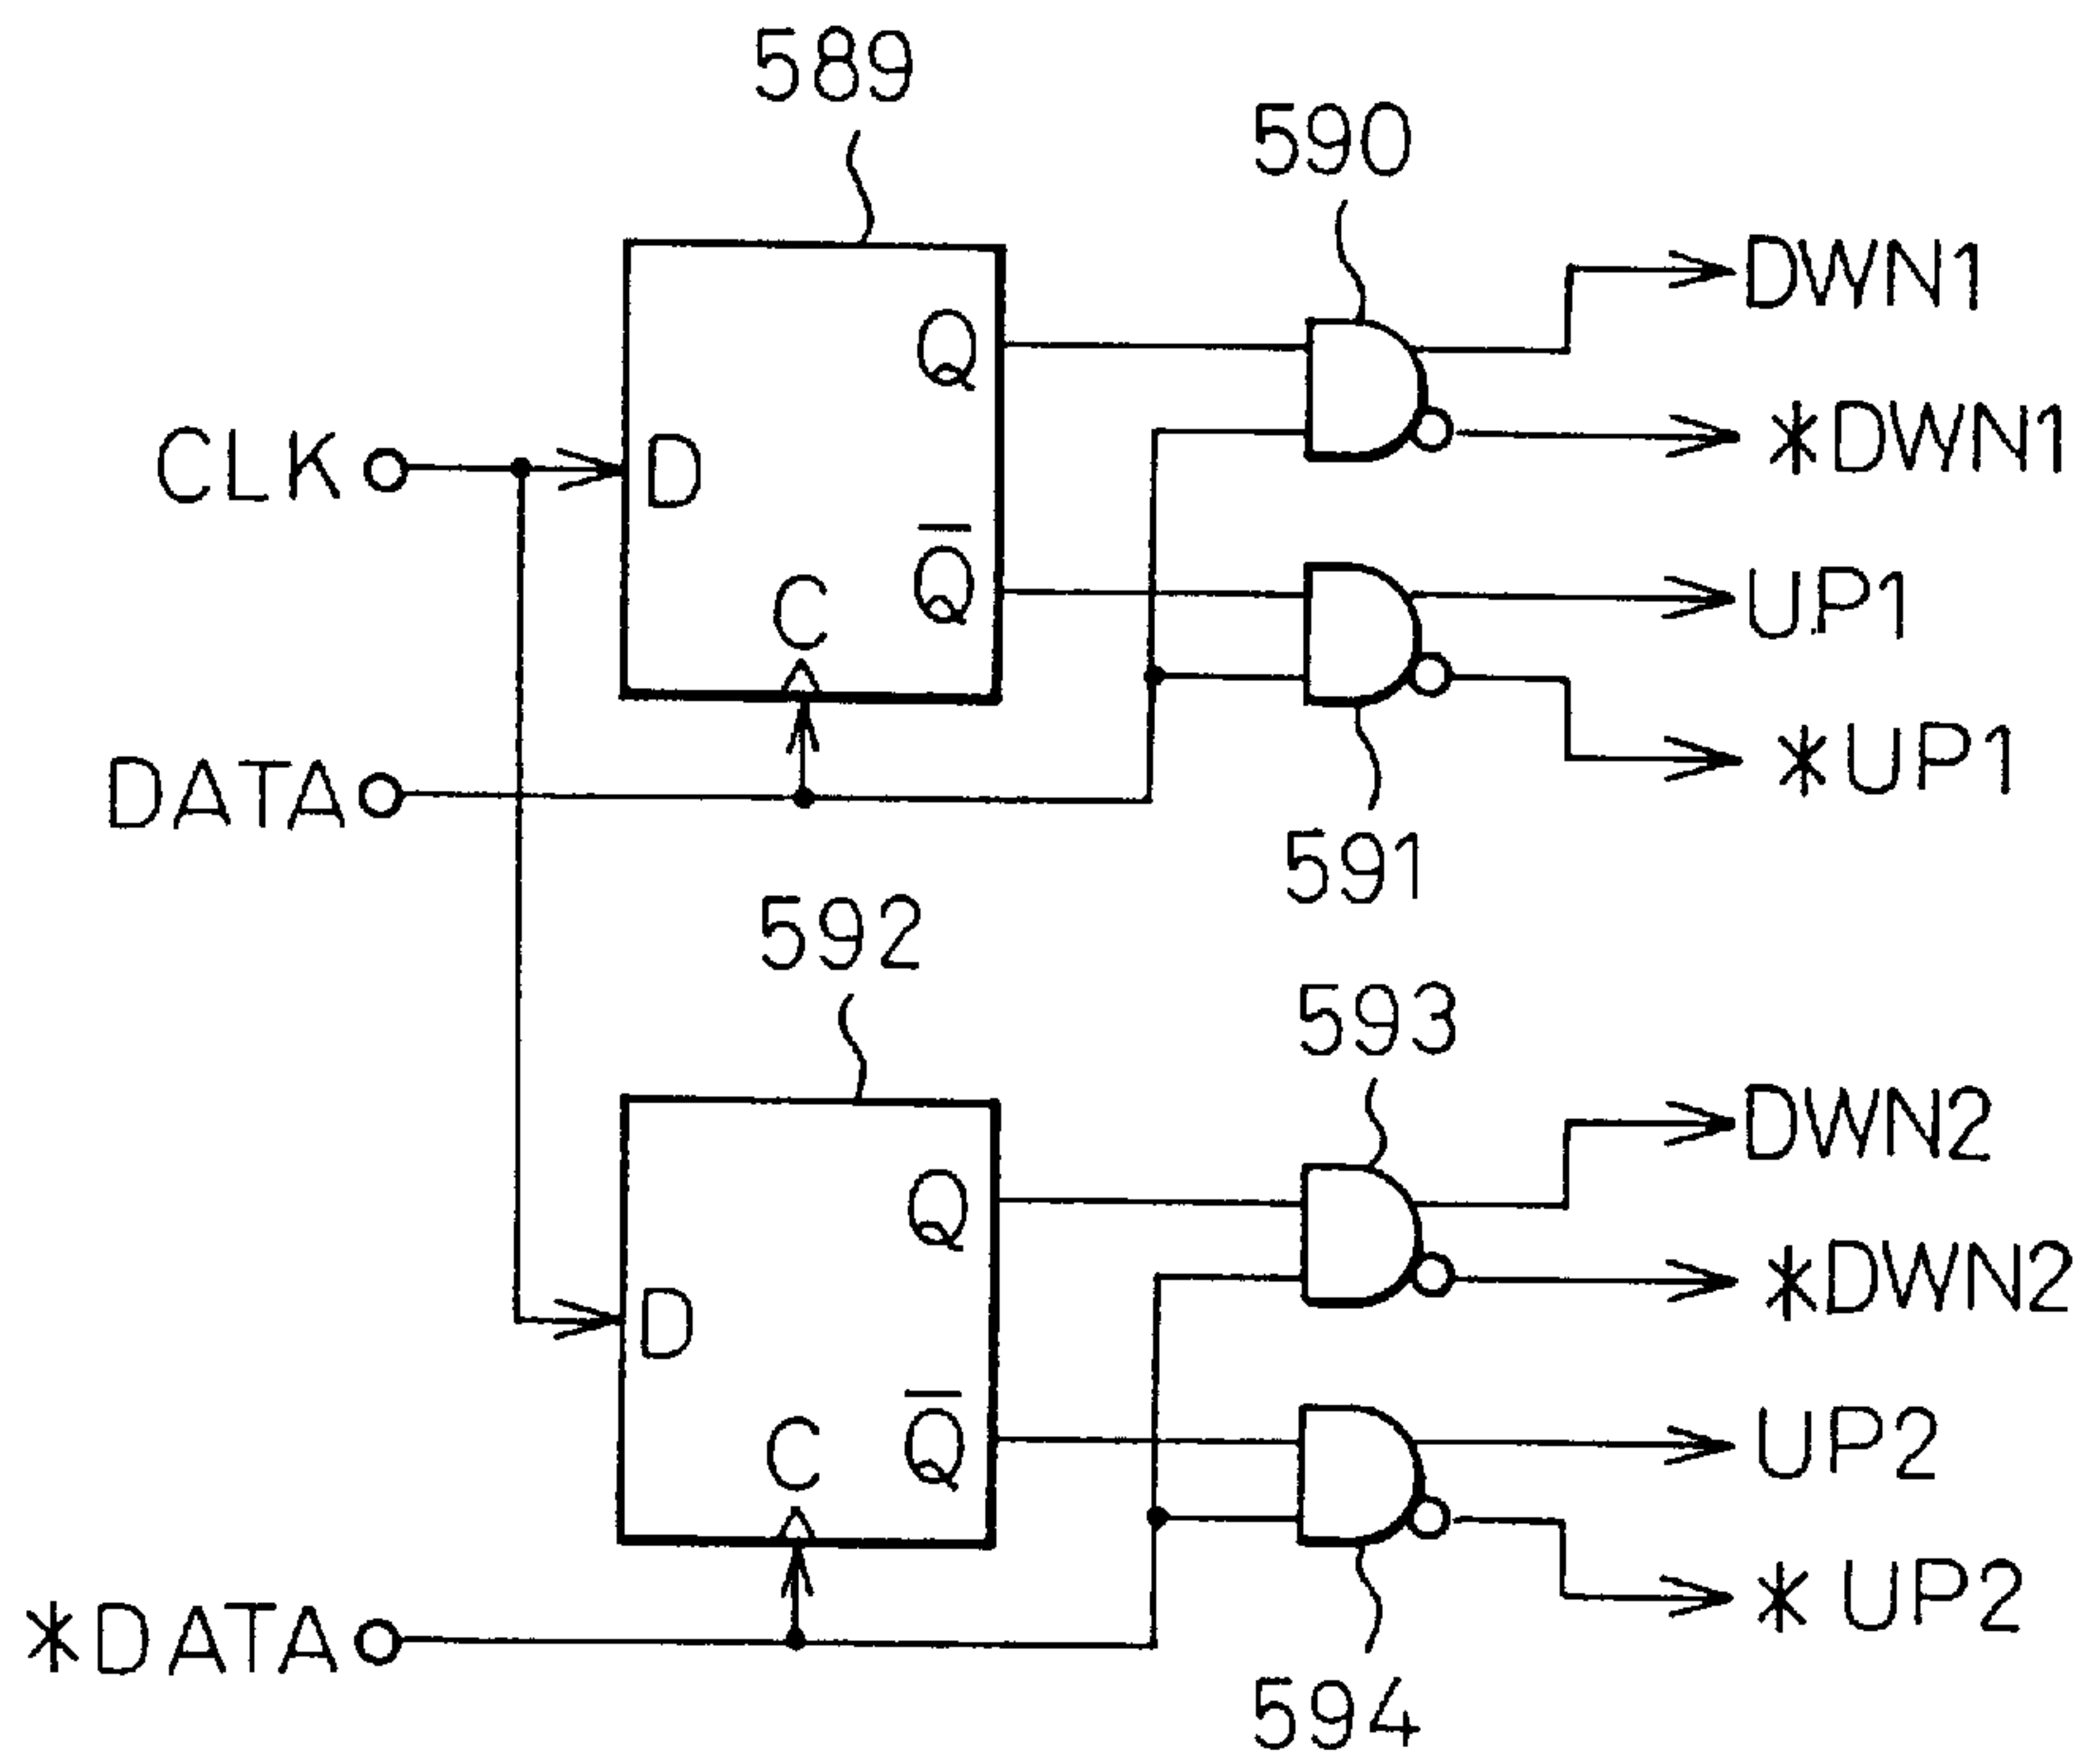 589
590
DWN1
Q
*DWN1
CLK
D
Q̅
UP1
C
*UP1
DATA
591
592
593
DWN2
Q
*DWN2
D
Q̅
UP2
C
*UP2
*DATA
594